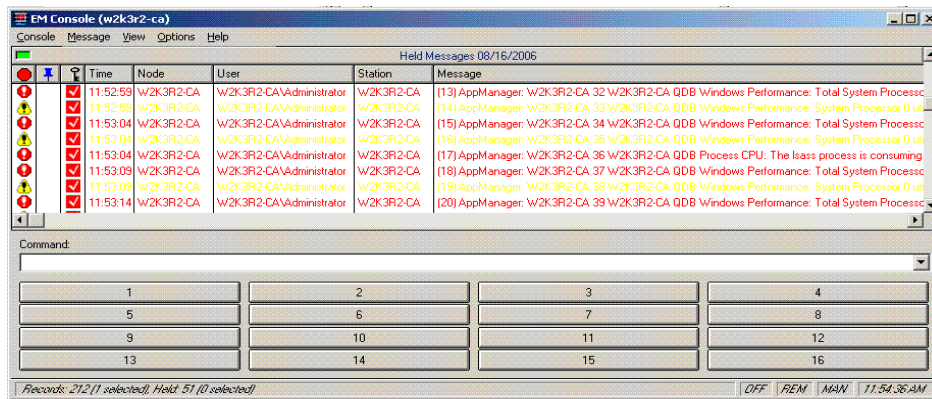 EM Console (w2k3r2-ca)
Console Message View Options Help
Held Messages 08/16/2006
Time Node User Station Message
11:52:59 W2K3R2-CA W2K3R2-CA\Administrator W2K3R2-CA (13) AppManager: W2K3R2-CA 32 W2K3R2-CA QDB Windows Performance: Total System Processo
11:52:59 W2K3R2-CA W2K3R2-CA\Administrator W2K3R2-CA (14) AppManager: W2K3R2-CA 33 W2K3R2-CA QDB Windows Performance: System Processor 0 uti
11:53:04 W2K3R2-CA W2K3R2-CA\Administrator W2K3R2-CA (15) AppManager: W2K3R2-CA 34 W2K3R2-CA QDB Windows Performance: Total System Processo
11:53:04 W2K3R2-CA W2K3R2-CA\Administrator W2K3R2-CA (16) AppManager: W2K3R2-CA 35 W2K3R2-CA QDB Windows Performance: System Processor 0 uti
11:53:04 W2K3R2-CA W2K3R2-CA\Administrator W2K3R2-CA (17) AppManager: W2K3R2-CA 36 W2K3R2-CA QDB Process CPU: The lsass process is consuming
11:53:09 W2K3R2-CA W2K3R2-CA\Administrator W2K3R2-CA (18) AppManager: W2K3R2-CA 37 W2K3R2-CA QDB Windows Performance: Total System Processo
11:53:09 W2K3R2-CA W2K3R2-CA\Administrator W2K3R2-CA (19) AppManager: W2K3R2-CA 38 W2K3R2-CA QDB Windows Performance: System Processor 0 uti
11:53:14 W2K3R2-CA W2K3R2-CA\Administrator W2K3R2-CA (20) AppManager: W2K3R2-CA 39 W2K3R2-CA QDB Windows Performance: Total System Processo
Command:
1 2 3 4
5 6 7 8
9 10 11 12
13 14 15 16
Records: 212 (1 selected), Held: 51 (0 selected) OFF REM MAN 11:54:36 AM